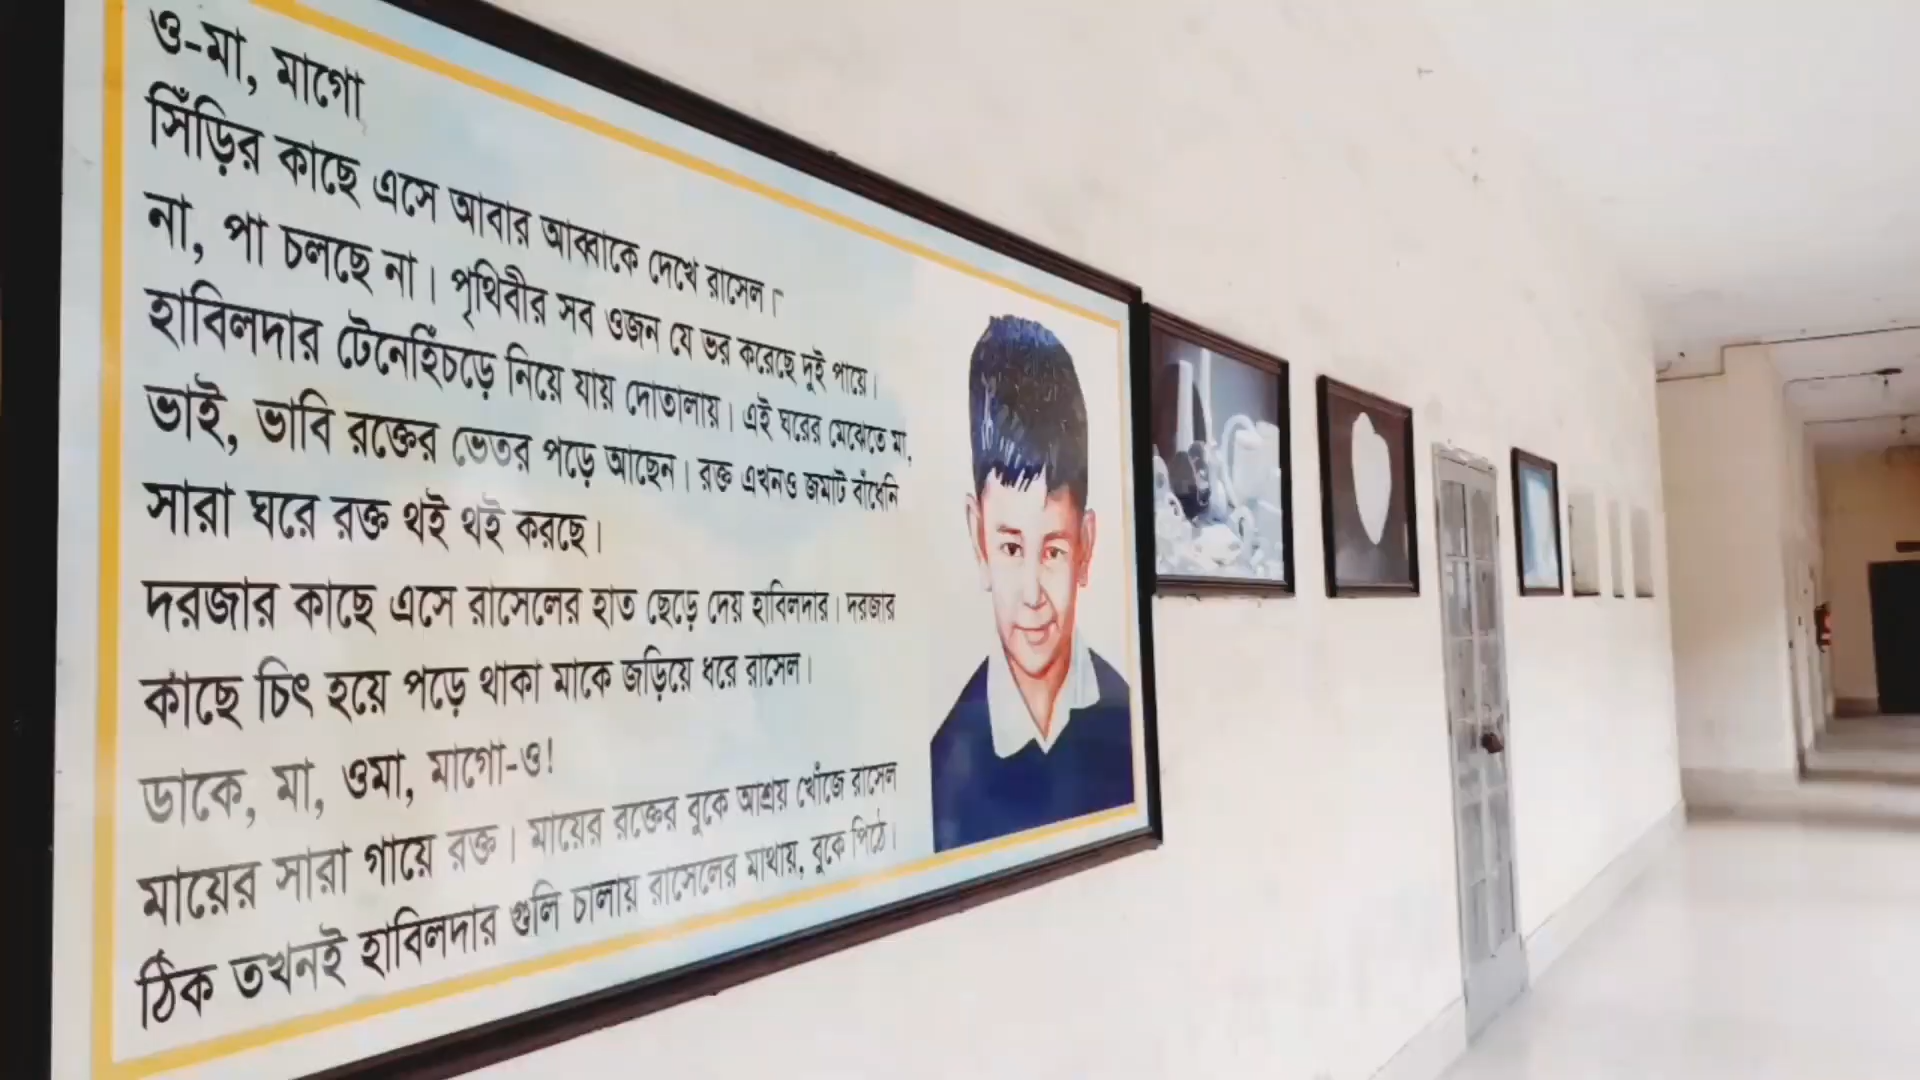 ও-মা, মাগো
সিঁড়ির কাছে এসে আবার আব্বাকে দেখে রাসেল।
না, পা চলছে না। পৃথিবীর সব ওজন যে ভর করেছে দুই পায়ে।
হাবিলদার টেনেহিঁচড়ে নিয়ে যায় দোতালায়। এই ঘরের মেঝেতে মা,
ভাই, ভাবি রক্তের ভেতর পড়ে আছেন। রক্ত এখনও জমাট বাঁধেনি
সারা ঘরে রক্ত থই থই করছে।
দরজার কাছে এসে রাসেলের হাত ছেড়ে দেয় হাবিলদার। দরজার
কাছে চিৎ হয়ে পড়ে থাকা মাকে জড়িয়ে ধরে রাসেল।
ডাকে, মা, ওমা, মাগো-ও!
মায়ের সারা গায়ে রক্ত। মায়ের রক্তের বুকে আশ্রয় খোঁজে রাসেল
ঠিক তখনই হাবিলদার গুলি চালায় রাসেলের মাথায়, বুকে পিঠে।